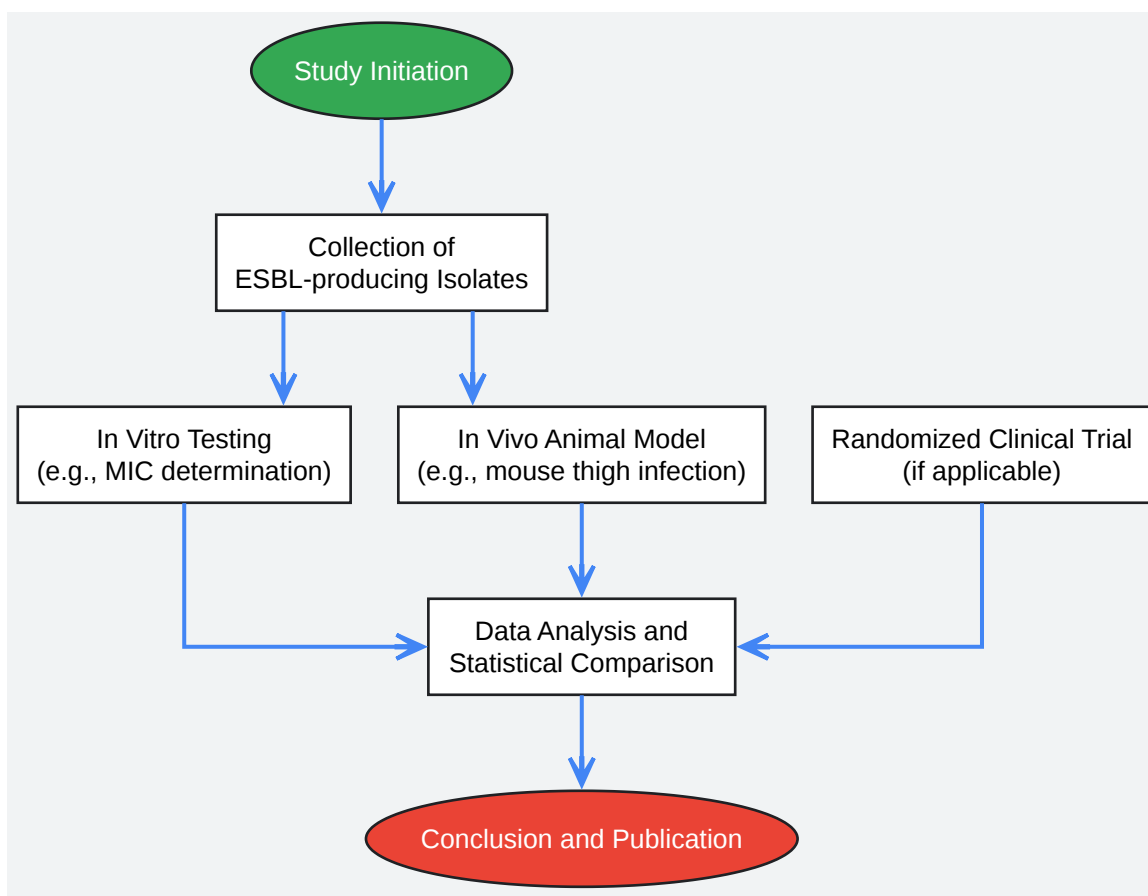 Study Initiation
Collection of
ESBL-producing Isolates
In Vitro Testing
(e.g., MIC determination)
In Vivo Animal Model
(e.g., mouse thigh infection)
Randomized Clinical Trial
(if applicable)
Data Analysis and
Statistical Comparison
Conclusion and Publication